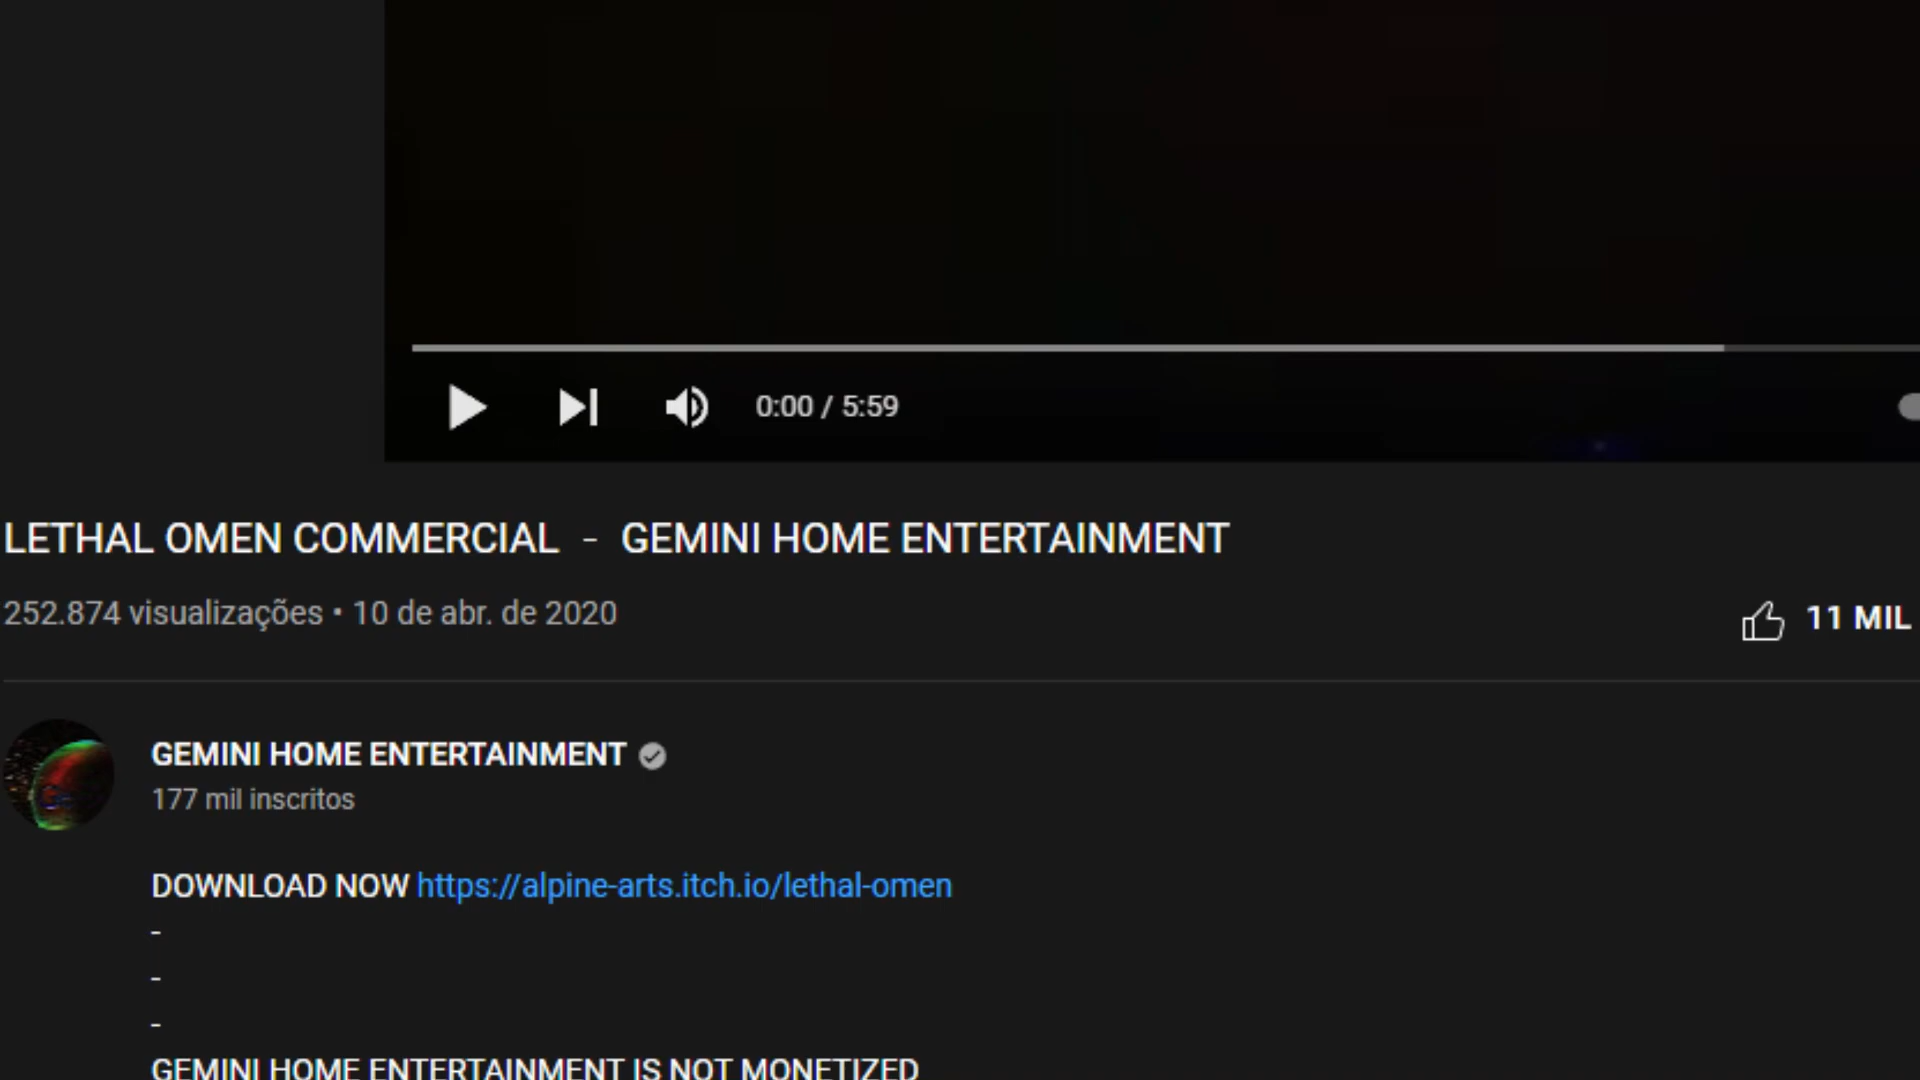 0:00 / 5:59
LETHAL OMEN COMMERCIAL - GEMINI HOME ENTERTAINMENT
252.874 visualizações • 10 de abr. de 2020
11 MIL
GEMINI HOME ENTERTAINMENT
177 mil inscritos
DOWNLOAD NOW https://alpine-arts.itch.io/lethal-omen
-
-
-
GEMINI HOME ENTERTAINMENT IS NOT MONETIZED